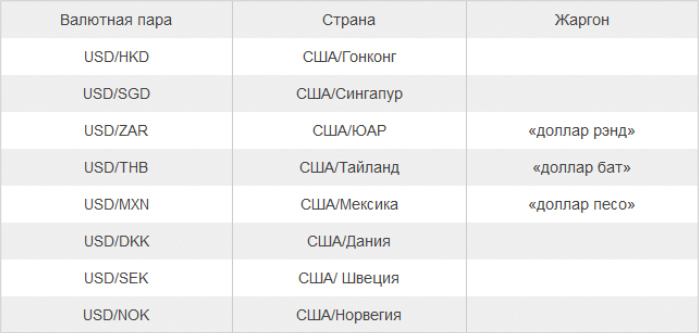 Валютная пара Страна Жаргон
USD/HKD США/Гонконг
USD/SGD США/Сингапур
USD/ZAR США/ЮАР «доллар рэнд»
USD/THB США/Тайланд «доллар бат»
USD/MXN США/Мексика «доллар песо»
USD/DKK США/Дания
USD/SEK США/ Швеция
USD/NOK США/Норвегия